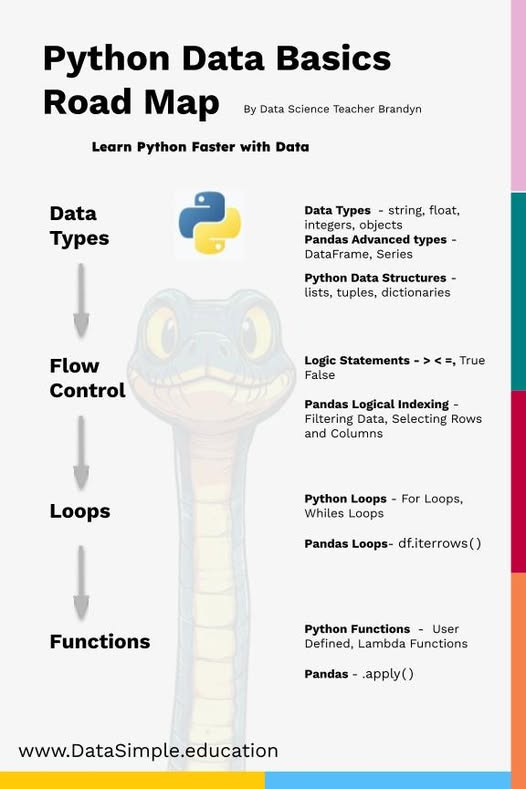 Python Data Basics
Road Map
By Data Science Teacher Brandyn
Learn Python Faster with Data
Data
Types
Data Types - string, float,
integers, objects
Pandas Advanced types -
DataFrame, Series
Python Data Structures -
lists, tuples, dictionaries
Flow
Control
Logic Statements - > < =, True
False
Pandas Logical Indexing -
Filtering Data, Selecting Rows
and Columns
Loops
Python Loops - For Loops,
Whiles Loops
Pandas Loops- df.iterrows()
Functions
Python Functions - User
Defined, Lambda Functions
Pandas - .apply()
www.DataSimple.education